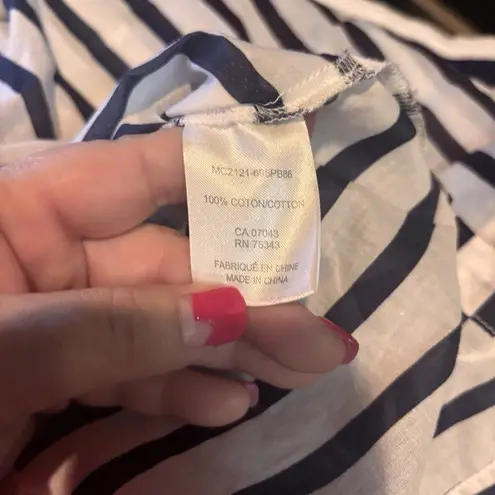 MC2121-695PB86
100% COTON/COTTON
CA 07043
RN 75343
FABRIQUÉ EN CHINE
MADE IN CHINA